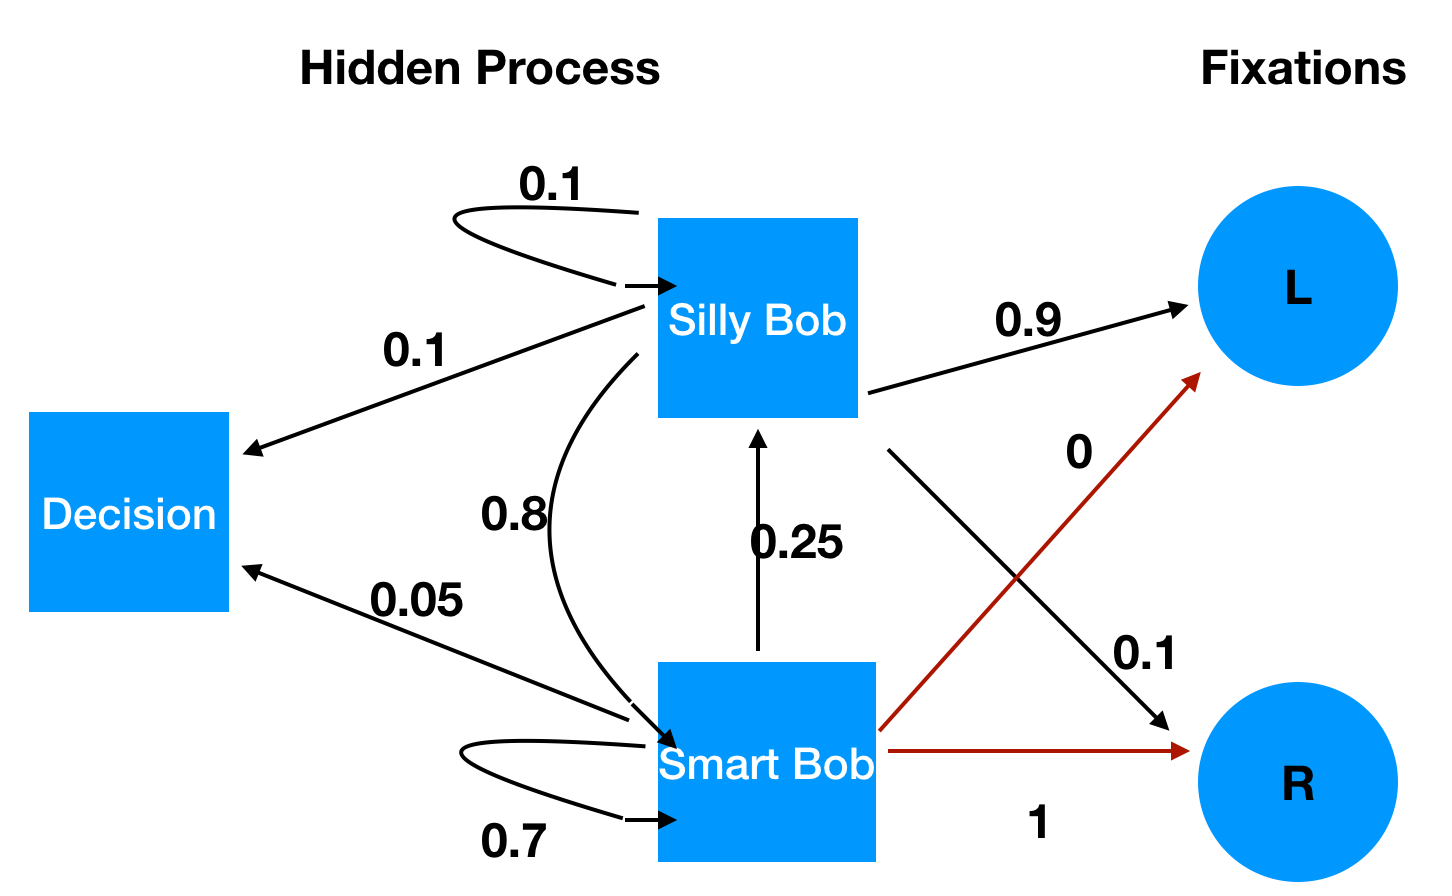 Hidden Process
Fixations
0.1
Silly Bob
L
0.9
0.1
0
Decision
0.8
0.25
0.05
0.1
Smart Bob
R
1
0.7